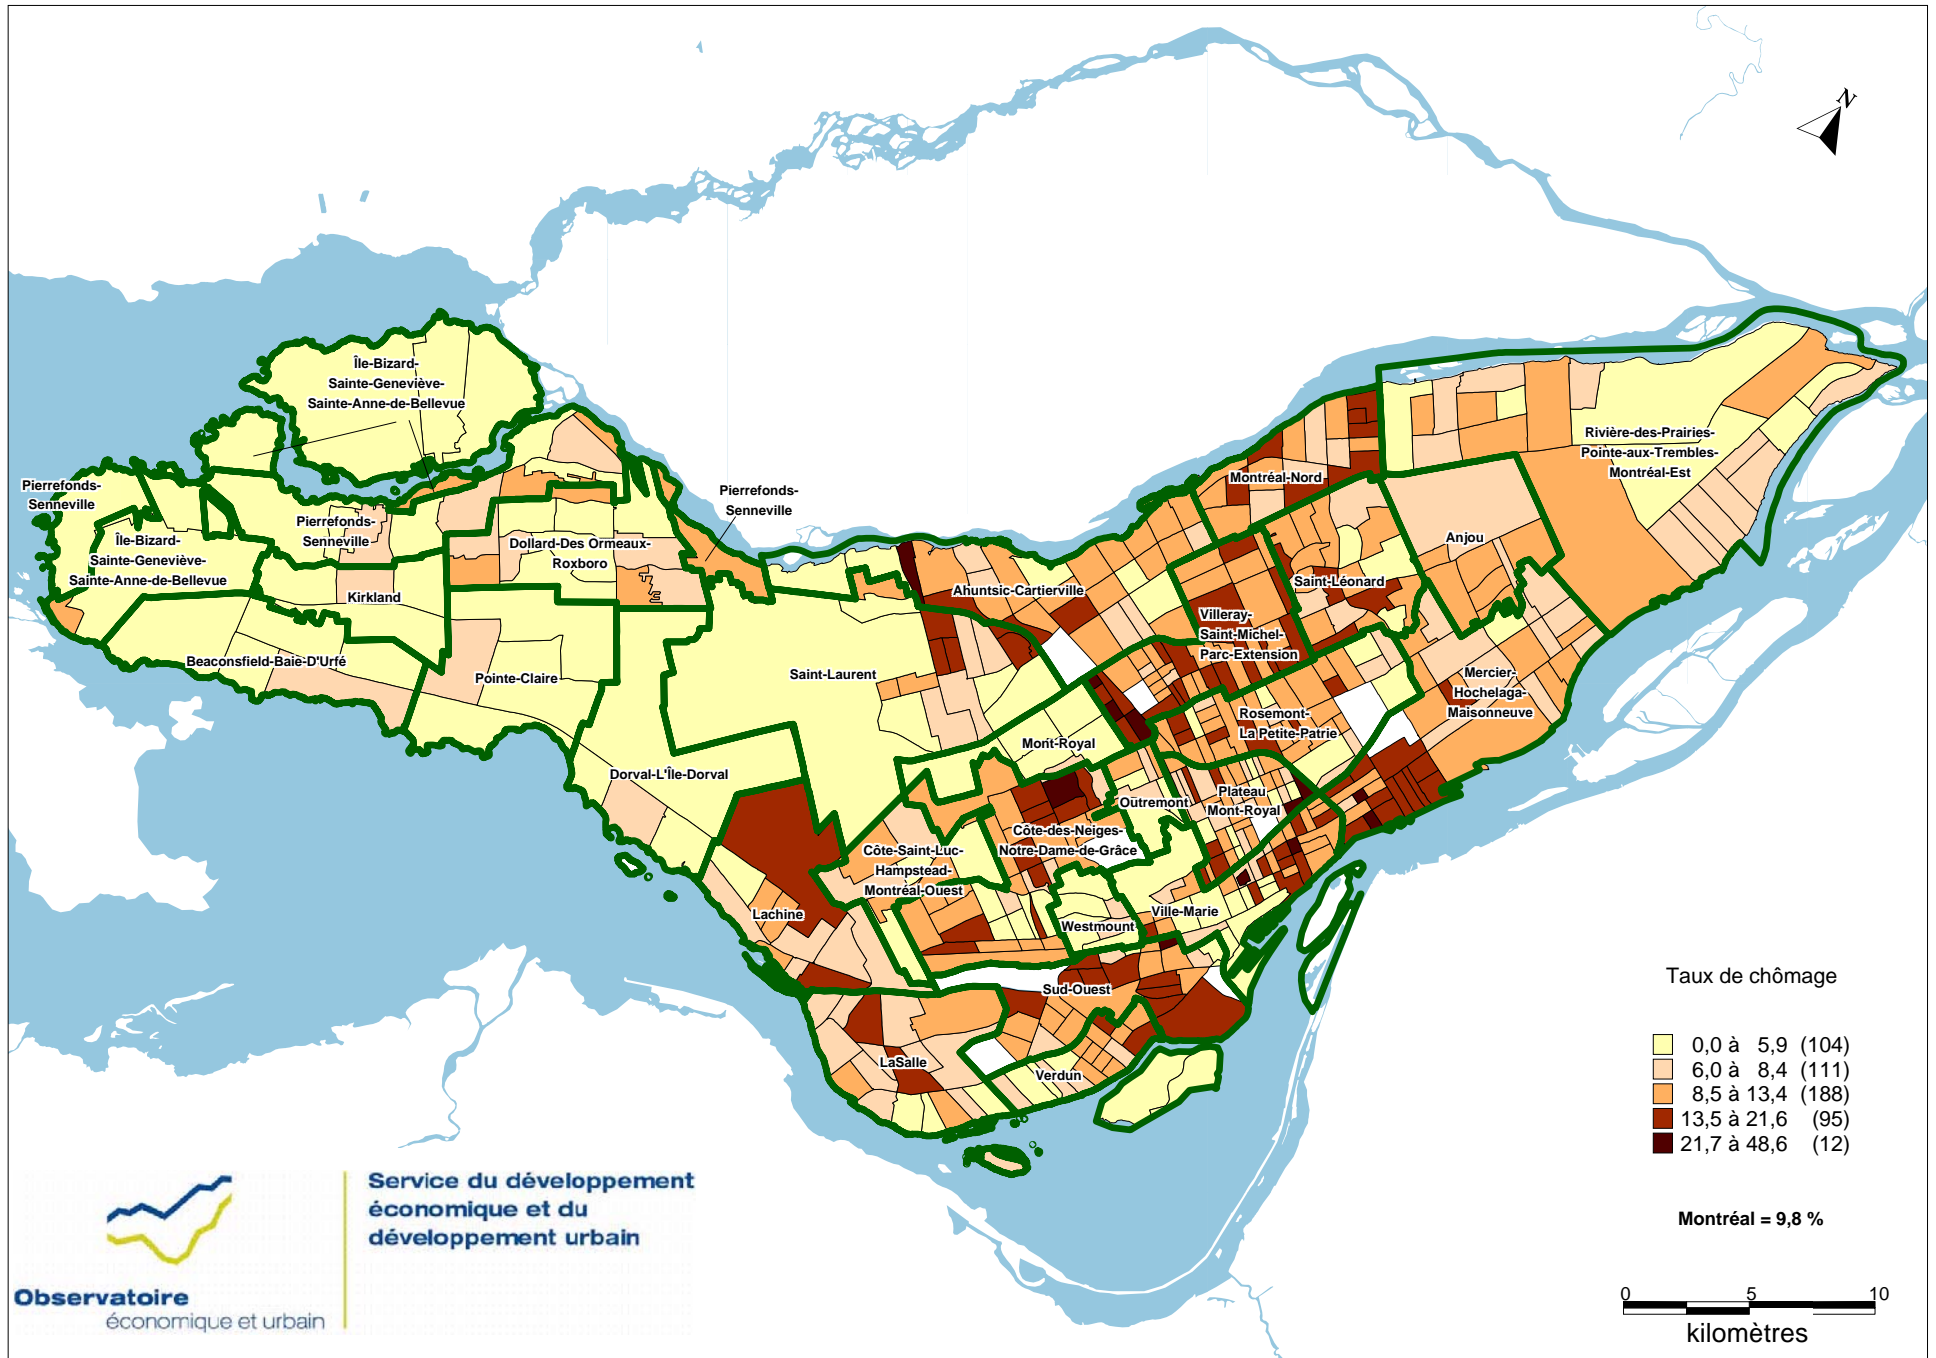 N
Île-Bizard-
Sainte-Geneviève-
Sainte-Anne-de-Bellevue
Pierrefonds-
Senneville
Pierrefonds-
Senneville
Pierrefonds-
Senneville
Île-Bizard-
Sainte-Geneviève-
Sainte-Anne-de-Bellevue
Dollard-Des Ormeaux-
Roxboro
Kirkland
Beaconsfield-Baie-D'Urfé
Pointe-Claire
Dorval-L'Île-Dorval
Saint-Laurent
Ahuntsic-Cartierville
Montréal-Nord
Rivière-des-Prairies-
Pointe-aux-Trembles-
Montréal-Est
Anjou
Saint-Léonard
Villeray-
Saint-Michel-
Parc-Extension
Mercier-
Hochelaga-
Maisonneuve
Rosemont-
La Petite-Patrie
Mont-Royal
Outremont
Plateau
Mont-Royal
Côte-des-Neiges-
Notre-Dame-de-Grâce
Côte-Saint-Luc-
Hampstead-
Montréal-Ouest
Lachine
Westmount
Ville-Marie
Sud-Ouest
LaSalle
Verdun
Taux de chômage
0,0 à 5,9 (104)
6,0 à 8,4 (111)
8,5 à 13,4 (188)
13,5 à 21,6 (95)
21,7 à 48,6 (12)
Montréal = 9,8 %
0 5 10
kilomètres
Service du développement
économique et du
développement urbain
Observatoire
économique et urbain